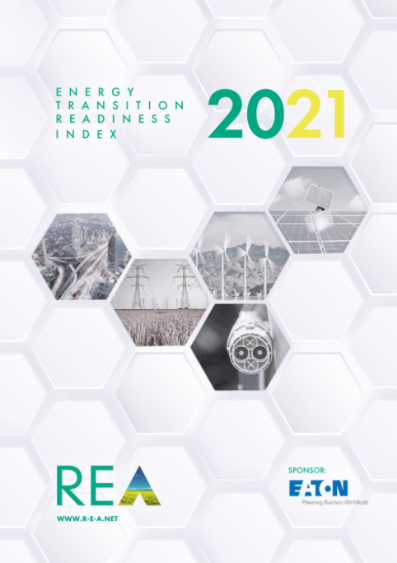 ENERGY
TRANSITION
READINESS
INDEX
2021
REA
WWW.R-E-A.NET
SPONSOR:
EATON
Powering Business Worldwide